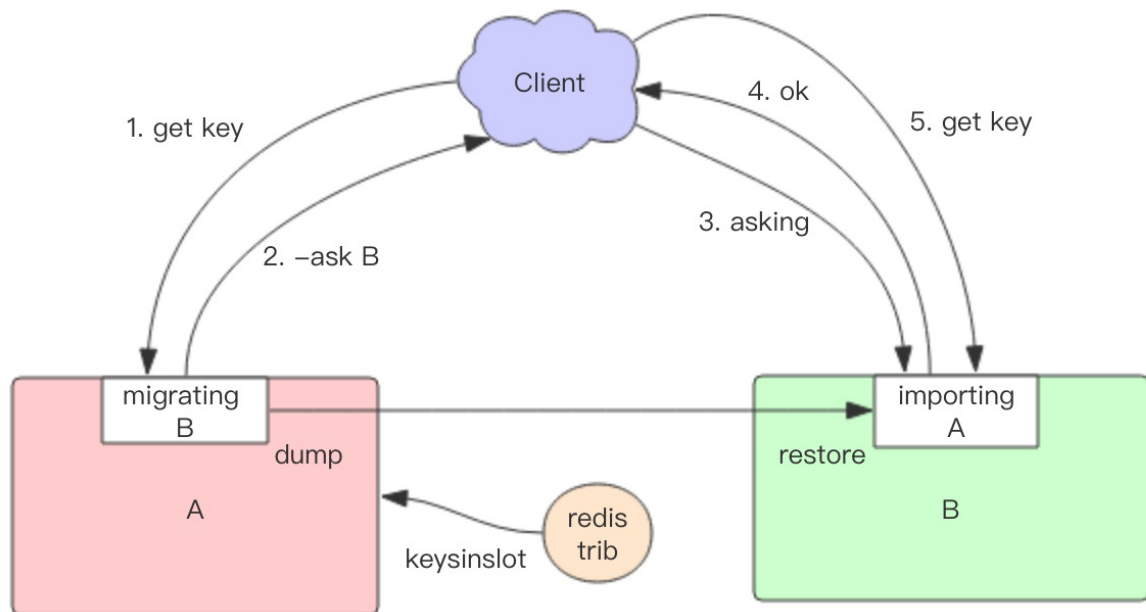 Client
4. ok
1. get key
5. get key
3. asking
2. –ask B
migrating
B
importing
A
dump
restore
A
B
redis
trib
keysinslot